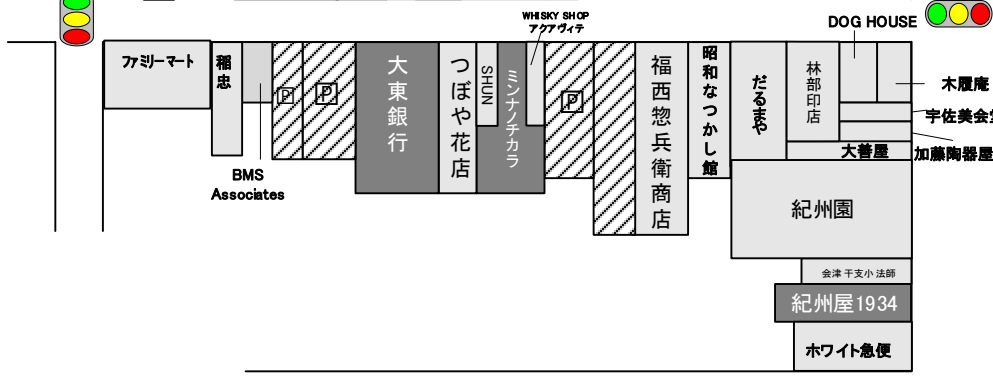 WHISKY SHOP
アクアヴィテ
DOG HOUSE
ファミリーマート
稲忠
BMS
Associates
P
P
大東銀行
つぼや花店
SHUN
ミンナノチカラ
P
福西惣兵衛商店
昭和なつかし館
だるまや
林部印店
木履庵
宇佐美会
大善屋
加藤陶器屋
紀州園
会津 干支小法師
紀州屋1934
ホワイト急便